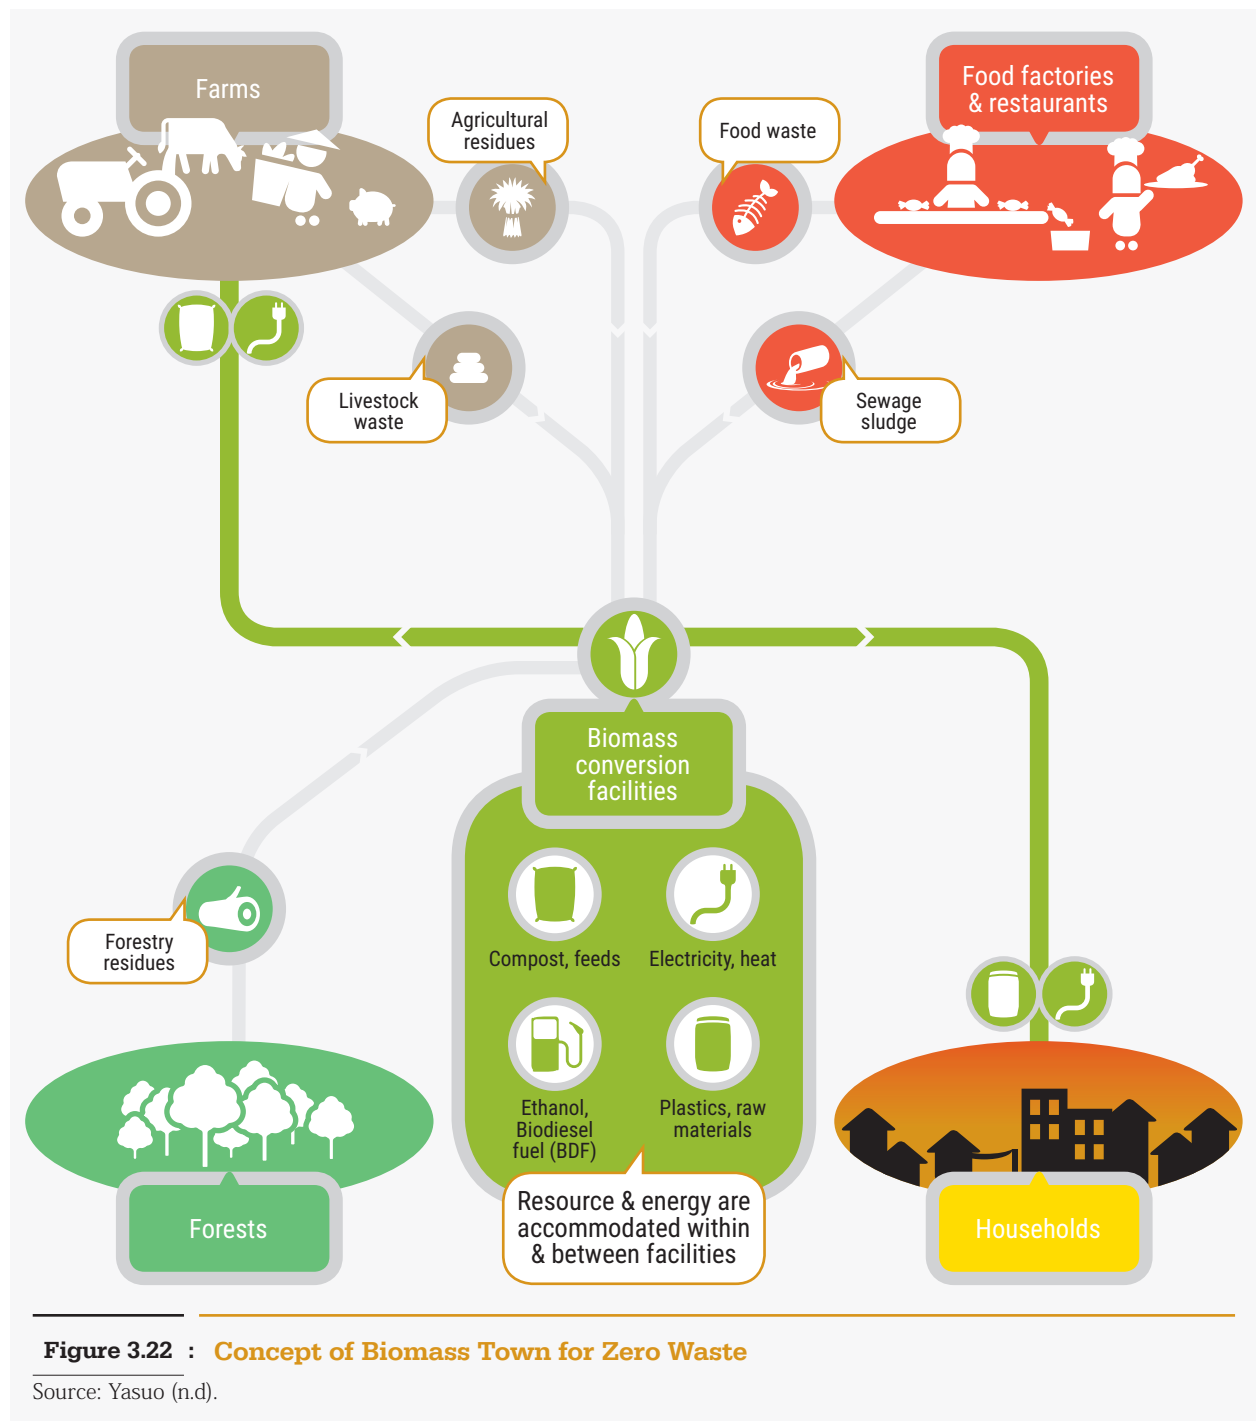 Farms
Food factories
& restaurants
Agricultural
residues
Food waste
Livestock
waste
Sewage
sludge
Biomass
conversion
facilities
Compost, feeds
Electricity, heat
Forestry
residues
Ethanol,
Biodiesel
fuel (BDF)
Plastics, raw
materials
Resource & energy are
accommodated within
& between facilities
Forests
Households
Figure 3.22 : Concept of Biomass Town for Zero Waste
Source: Yasuo (n.d).